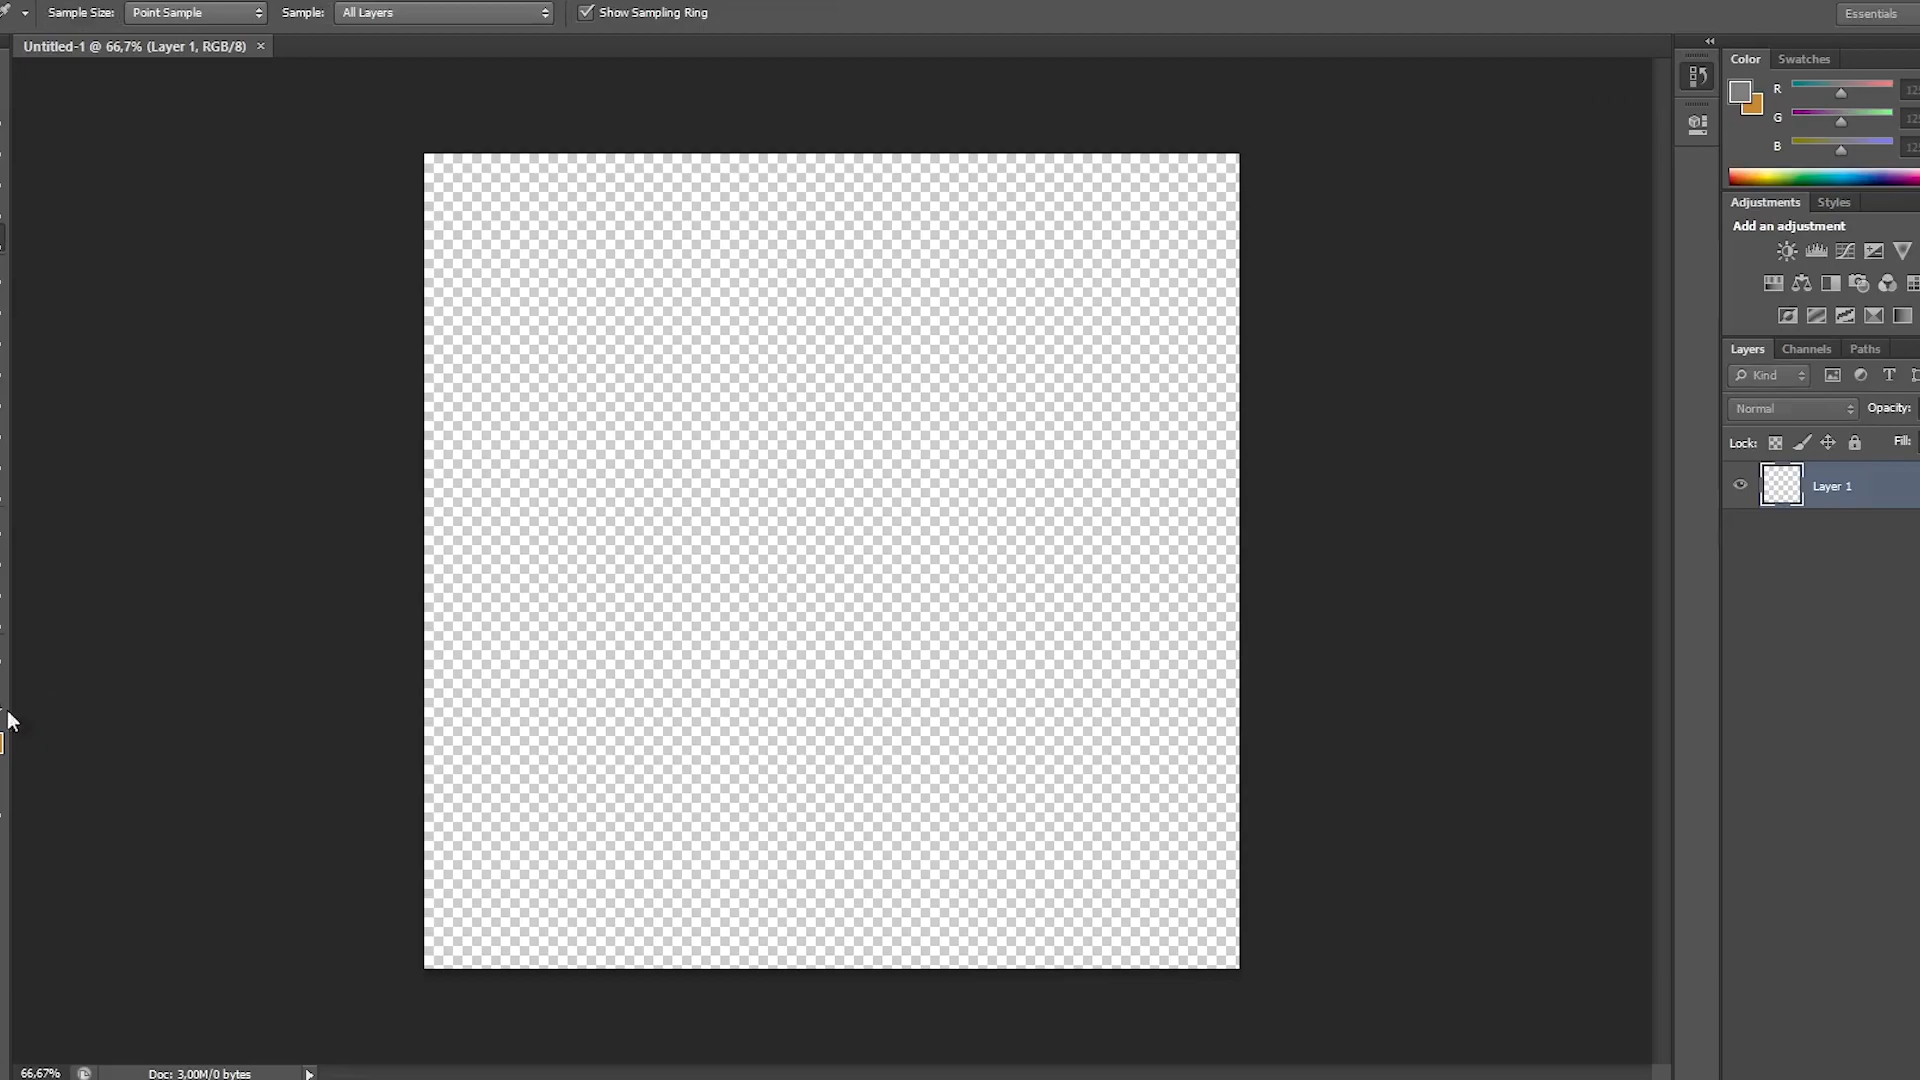 Sample Size: Point Sample Sample: All Layers Show Sampling Ring Essentials
Untitled-1 @ 66,7% (Layer 1, RGB/8) ×
Color Swatches
R
G
B
Adjustments Styles
Add an adjustment
Layers Channels Paths
Kind T
Normal Opacity:
Lock: Fill:
Layer 1
66,67% Doc: 3,00M/0 bytes